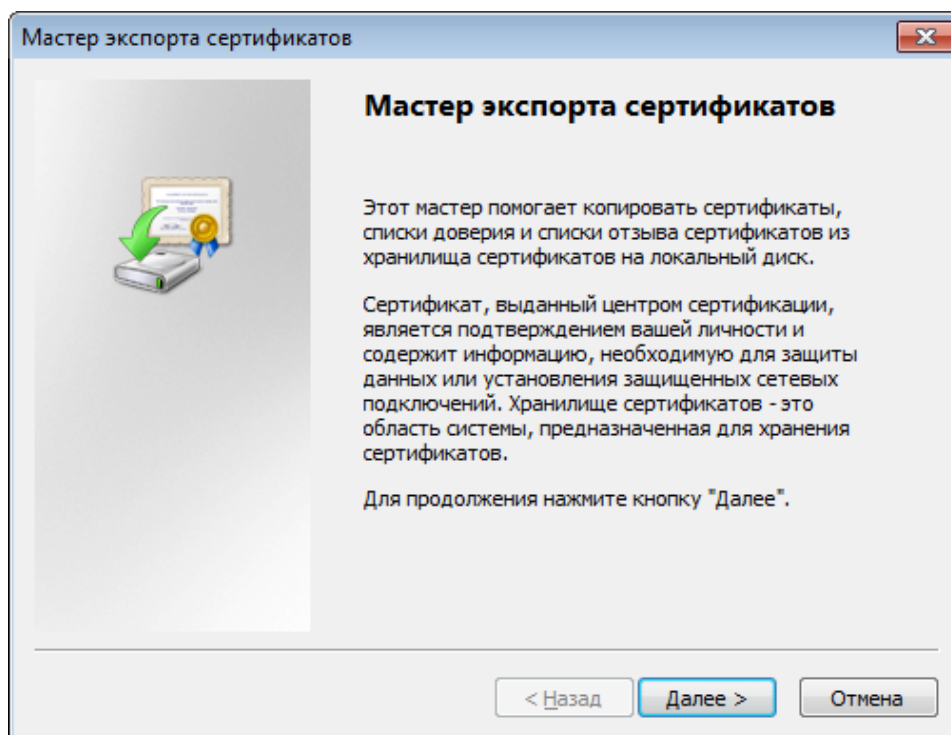 Мастер экспорта сертификатов
Мастер экспорта сертификатов
Этот мастер помогает копировать сертификаты,
списки доверия и списки отзыва сертификатов из
хранилища сертификатов на локальный диск.
Сертификат, выданный центром сертификации,
является подтверждением вашей личности и
содержит информацию, необходимую для защиты
данных или установления защищенных сетевых
подключений. Хранилище сертификатов - это
область системы, предназначенная для хранения
сертификатов.
Для продолжения нажмите кнопку "Далее".
< Назад
Далее >
Отмена